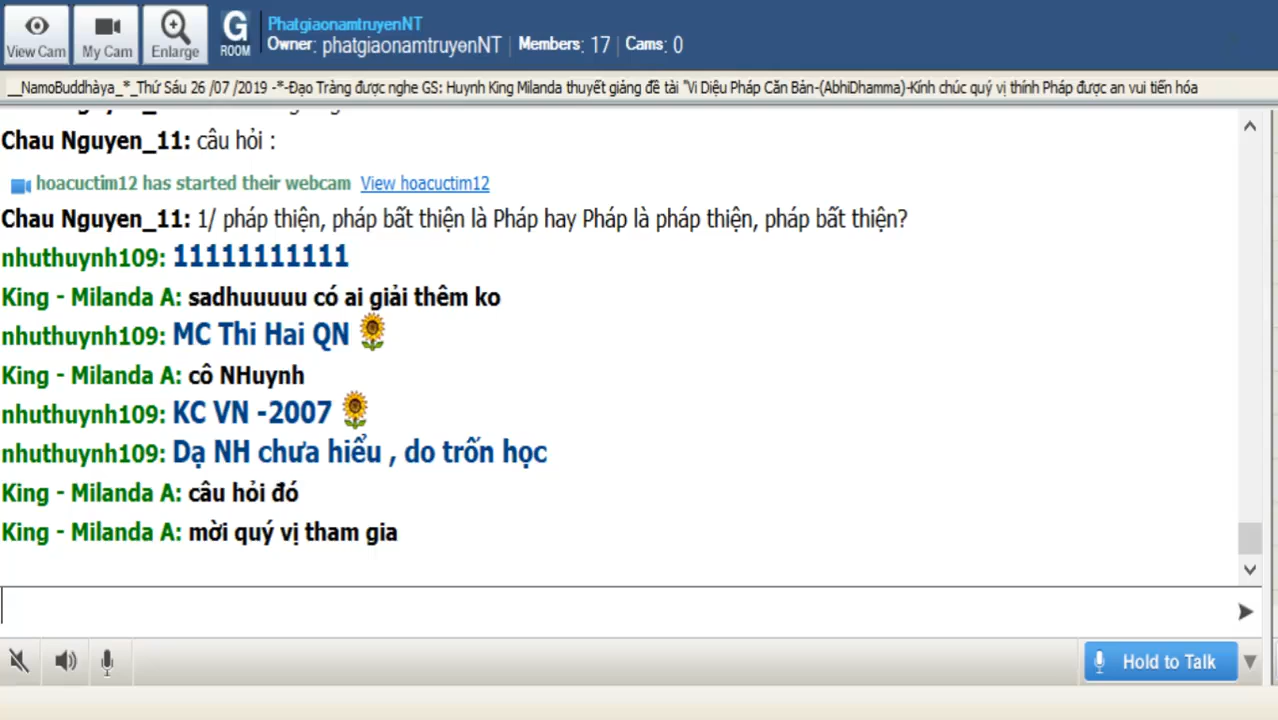 PhatgiaonamtruyenNT
Owner: phatgiaonamtruyenNT | Members: 17 | Cams: 0
View Cam
My Cam
Enlarge
G
ROOM
__NamoBuddhàya_*_Thứ Sáu 26 /07 /2019 -*-Đạo Tràng được nghe GS: Huynh King Milanda thuyết giảng đề tài "Vi Diệu Pháp Căn Bản-(AbhiDhamma)-Kính chúc quý vị thính Pháp được an vui tiến hóa
Chau Nguyen_11: câu hỏi :
hoacuctim12 has started their webcam View hoacuctim12
Chau Nguyen_11: 1/ pháp thiện, pháp bất thiện là Pháp hay Pháp là pháp thiện, pháp bất thiện?
nhuthuynh109: 11111111111
King - Milanda A: sadhuuuuu có ai giải thêm ko
nhuthuynh109: MC Thi Hai QN
King - Milanda A: cô NHuynh
nhuthuynh109: KC VN -2007
nhuthuynh109: Dạ NH chưa hiểu , do trốn học
King - Milanda A: câu hỏi đó
King - Milanda A: mời quý vị tham gia
Hold to Talk